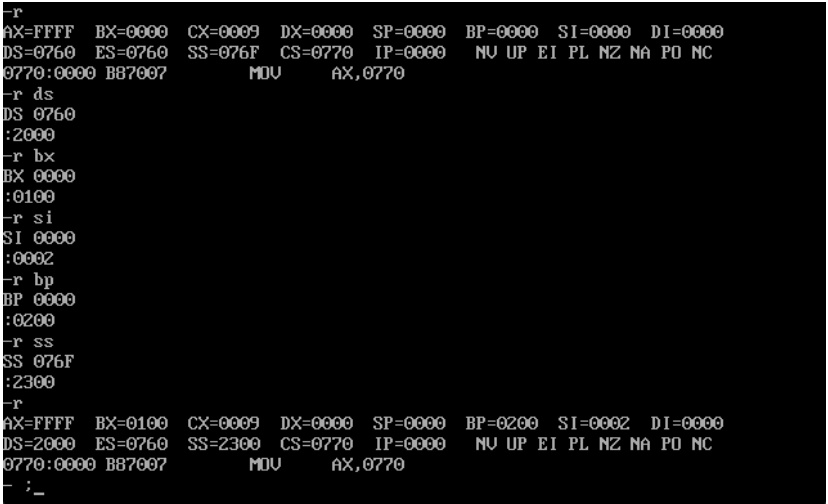 -r
AX=FFFF  BX=0000  CX=0009  DX=0000  SP=0000  BP=0000  SI=0000  DI=0000
DS=0760  ES=0760  SS=076F  CS=0770  IP=0000   NV UP EI PL NZ NA PO NC
0770:0000 B87007        MOV     AX,0770
-r ds
DS 0760
:2000
-r bx
BX 0000
:0100
-r si
SI 0000
:0002
-r bp
BP 0000
:0200
-r ss
SS 076F
:2300
-r
AX=FFFF  BX=0100  CX=0009  DX=0000  SP=0000  BP=0200  SI=0002  DI=0000
DS=2000  ES=0760  SS=2300  CS=0770  IP=0000   NV UP EI PL NZ NA PO NC
0770:0000 B87007        MOV     AX,0770
- ;_